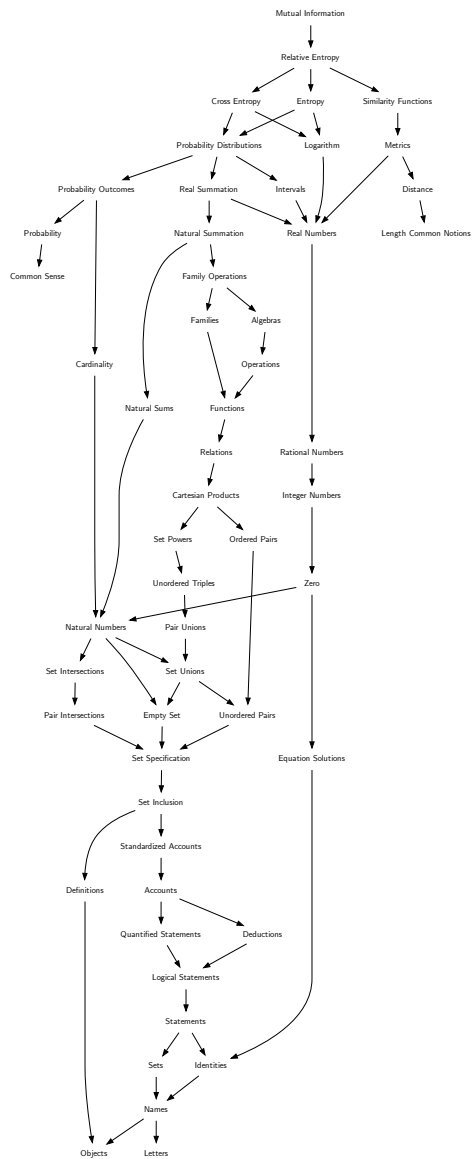 Mutual Information
Relative Entropy
Cross Entropy
Entropy
Similarity Functions
Probability Distributions
Logarithm
Metrics
Probability Outcomes
Real Summation
Intervals
Distance
Probability
Natural Summation
Real Numbers
Length Common Notions
Common Sense
Family Operations
Families
Algebras
Cardinality
Operations
Natural Sums
Functions
Relations
Rational Numbers
Cartesian Products
Integer Numbers
Set Powers
Ordered Pairs
Unordered Triples
Zero
Natural Numbers
Pair Unions
Set Intersections
Set Unions
Pair Intersections
Empty Set
Unordered Pairs
Set Specification
Equation Solutions
Set Inclusion
Standardized Accounts
Definitions
Accounts
Quantified Statements
Deductions
Logical Statements
Statements
Sets
Identities
Names
Objects
Letters